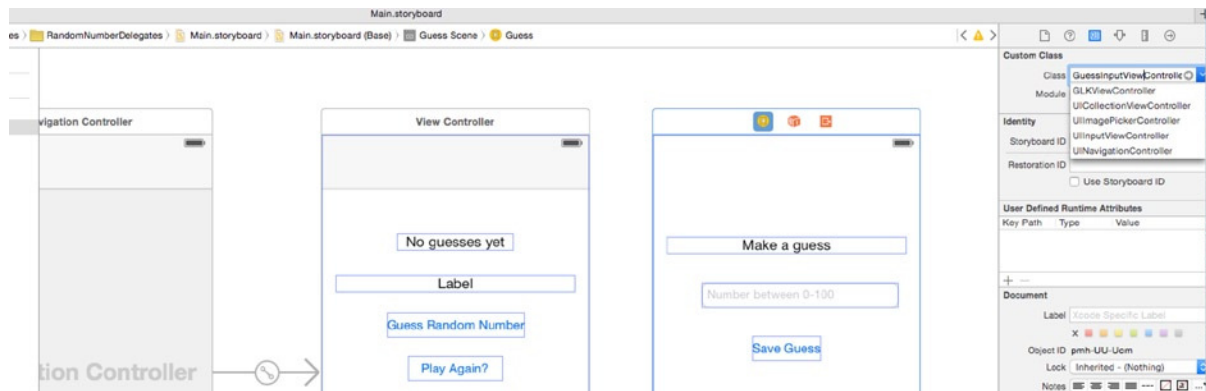 Main.storyboard
es RandomNumberDelegates Main.storyboard Main.storyboard (Base) Guess Scene Guess
Custom Class
Class GuessInputViewController
GLKViewController
Module
UICollectionViewController
vigation Controller
View Controller
Identity
UIImagePickerController
UIInputViewController
Storyboard ID
UINavigationController
Restoration ID
Use Storyboard ID
User Defined Runtime Attributes
Key Path Type Value
No guesses yet
Make a guess
Label
Number between 0-100
Document
Label Xcode Specific Label
Guess Random Number
Save Guess
Object ID pmh-UU-Ucm
tion Controller
Play Again?
Lock Inherited - (Nothing)
Notes